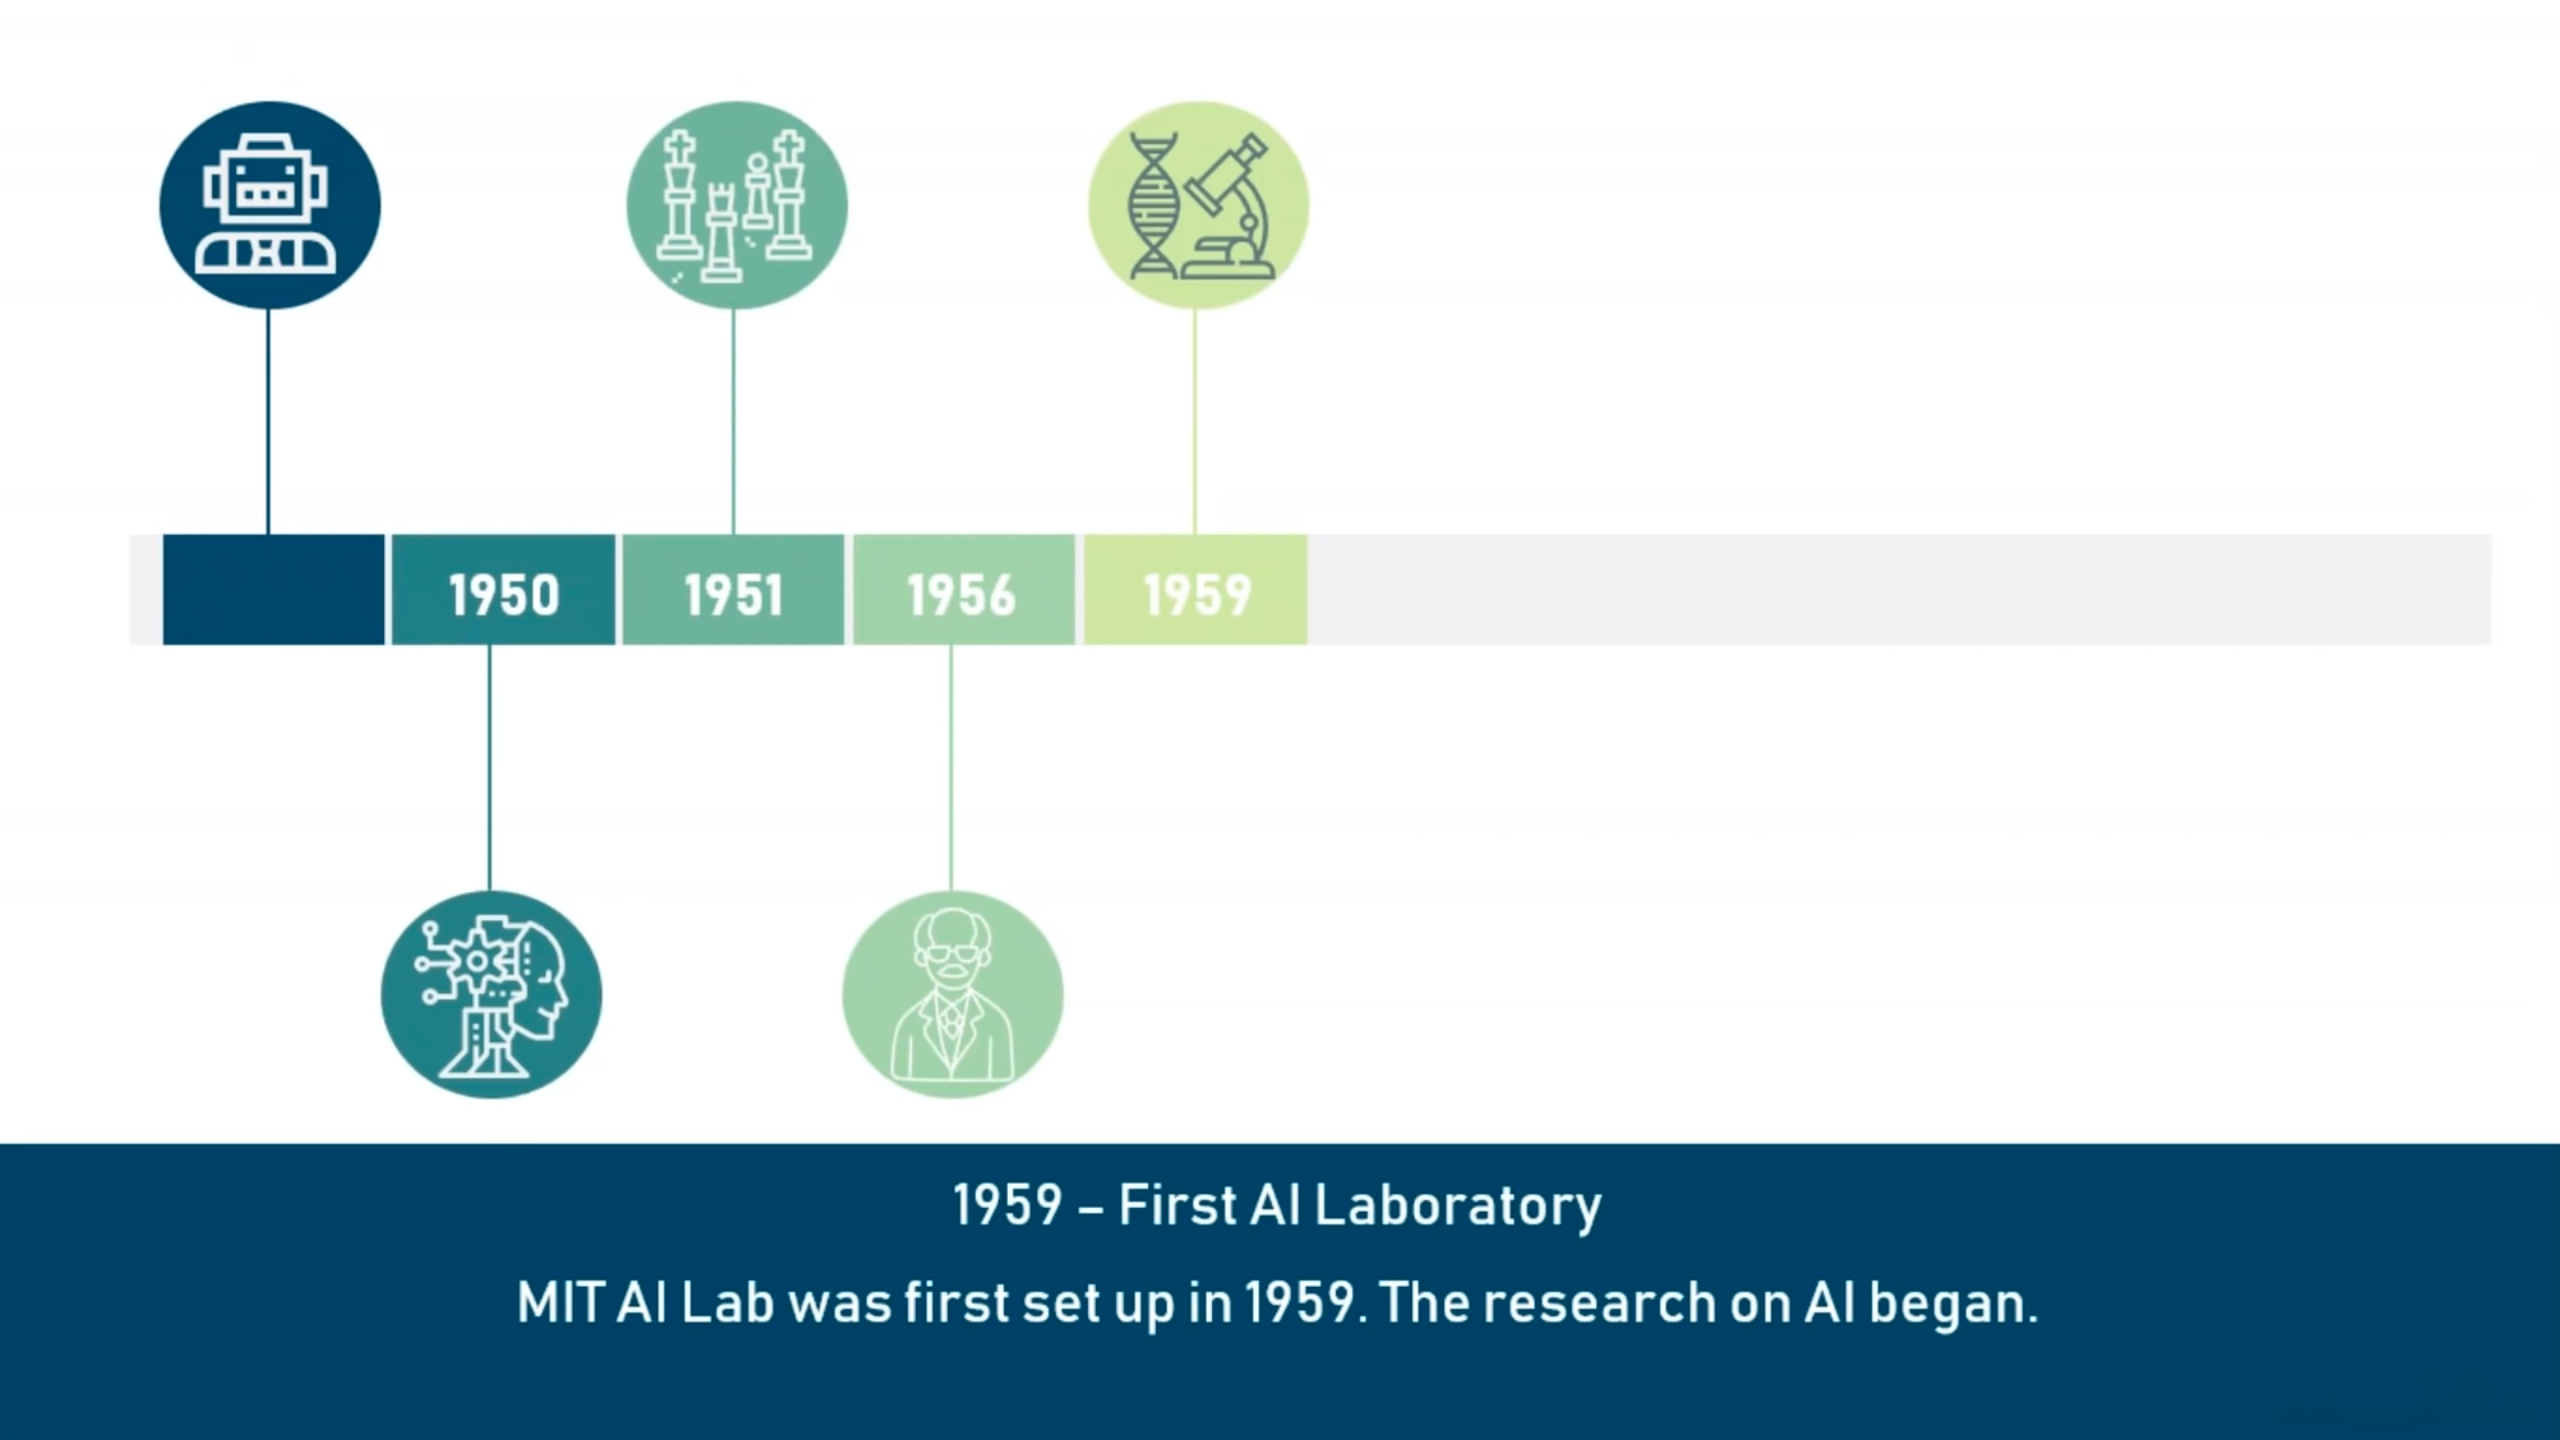 1950
1951
1956
1959
1959 – First AI Laboratory
MIT AI Lab was first set up in 1959. The research on AI began.